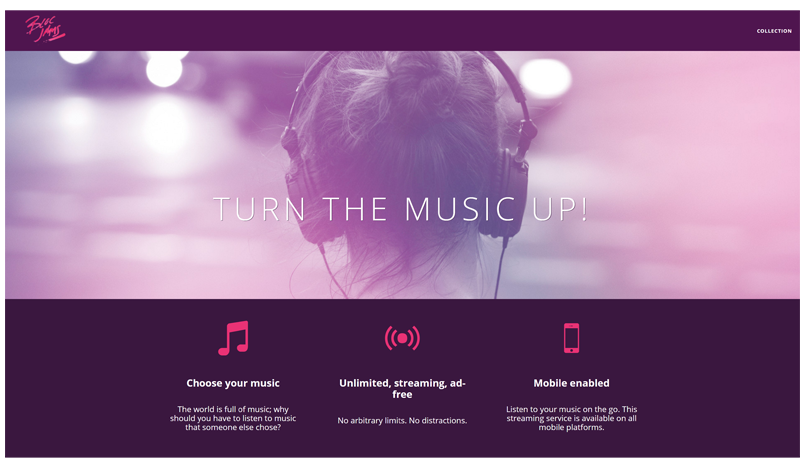 BLOC
JAMS
COLLECTION
TURN THE MUSIC UP!
Choose your music
The world is full of music; why
should you have to listen to music
that someone else chose?
Unlimited, streaming, ad-
free
No arbitrary limits. No distractions.
Mobile enabled
Listen to your music on the go. This
streaming service is available on all
mobile platforms.